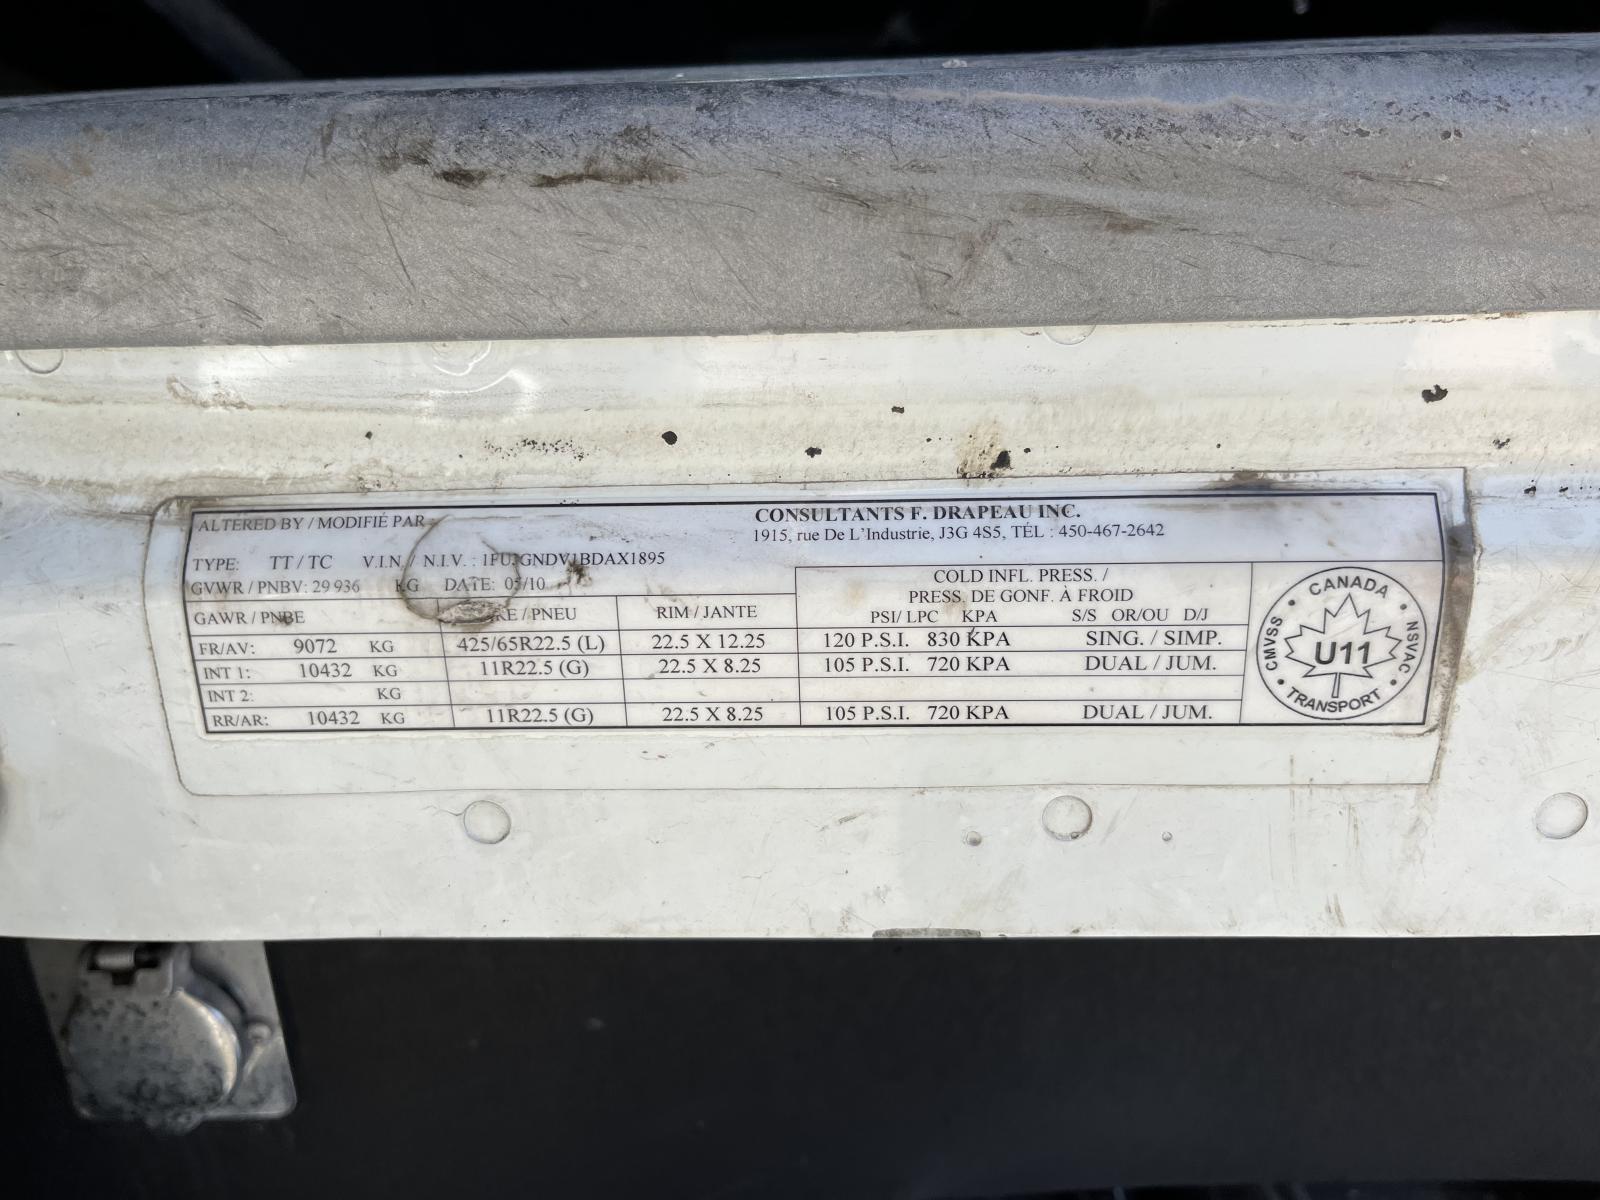 ALTERED BY / MODIFIÉ PAR :
CONSULTANTS F. DRAPEAU INC.
1915, rue De L'Industrie, J3G 4S5, TÉL : 450-467-2642
TYPE: TT / TC V.I.N. / N.I.V. :
GVWR / PNBV: 29 936 KG DATE: 05/10
GAWR / PNBE / PNEU RIM / JANTE
COLD INFL. PRESS. /
PRESS. DE GONF. À FROID
PSI/ LPC KPA S/S OR/OU D/J
FR/AV: 9072 KG 425/65R22.5 (L) 22.5 X 12.25 120 P.S.I. 830 KPA SING. / SIMP.
INT 1: 10432 KG 11R22.5 (G) 22.5 X 8.25 105 P.S.I. 720 KPA DUAL / JUM.
INT 2: KG
RR/AR: 10432 KG 11R22.5 (G) 22.5 X 8.25 105 P.S.I. 720 KPA DUAL / JUM.
CANADA
CMVSS
NSVAC
U11
TRANSPORT